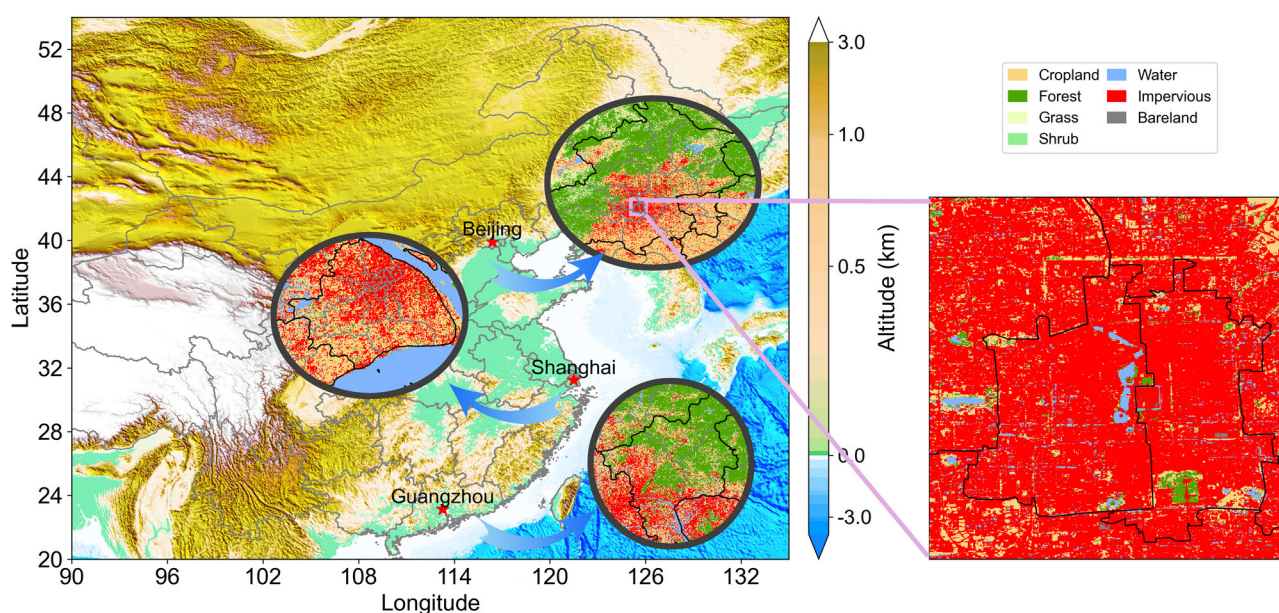 52
48
44
40
36
32
28
24
20
90
96
102
108
114
120
126
132
Latitude
Longitude
Beijing
Shanghai
Guangzhou
3.0
1.0
0.5
0.0
-3.0
Altitude (km)
Cropland
Water
Forest
Impervious
Grass
Bareland
Shrub